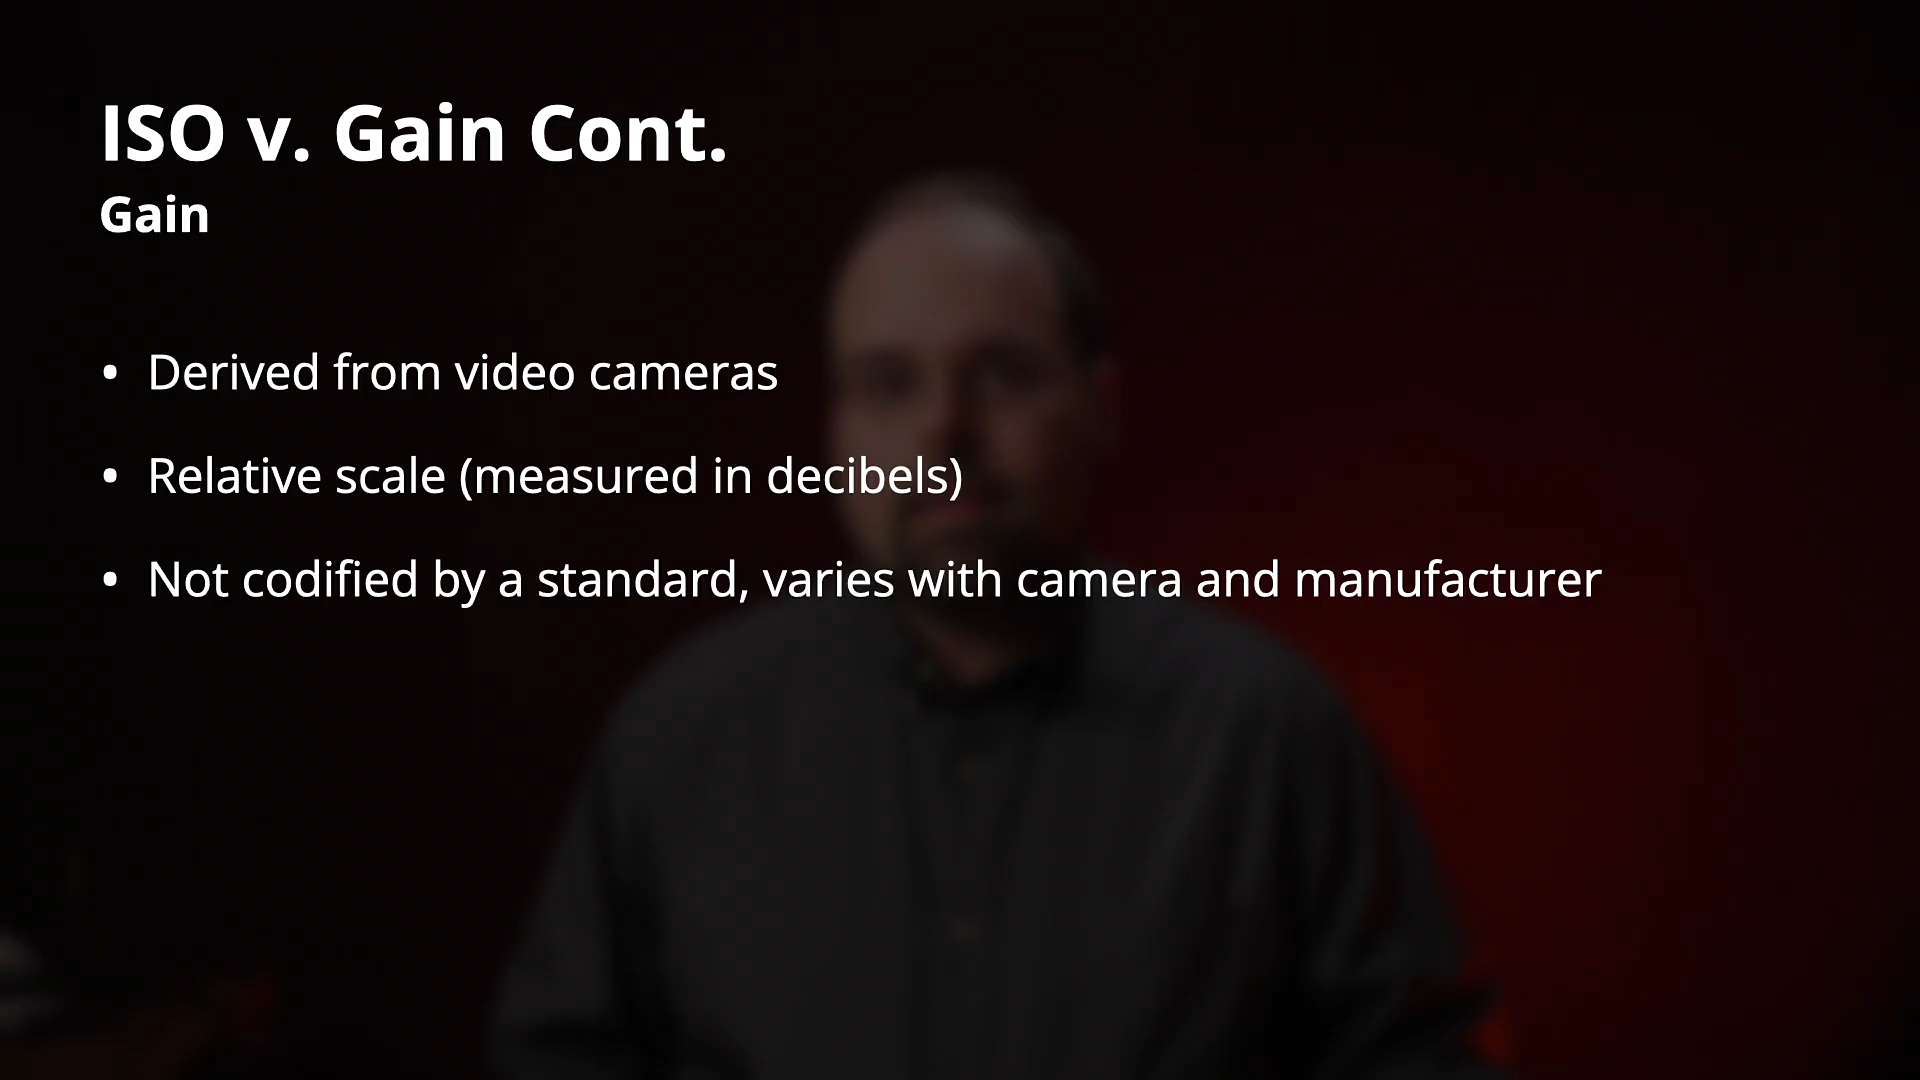 ISO v. Gain Cont.
Gain
• Derived from video cameras
• Relative scale (measured in decibels)
• Not codified by a standard, varies with camera and manufacturer